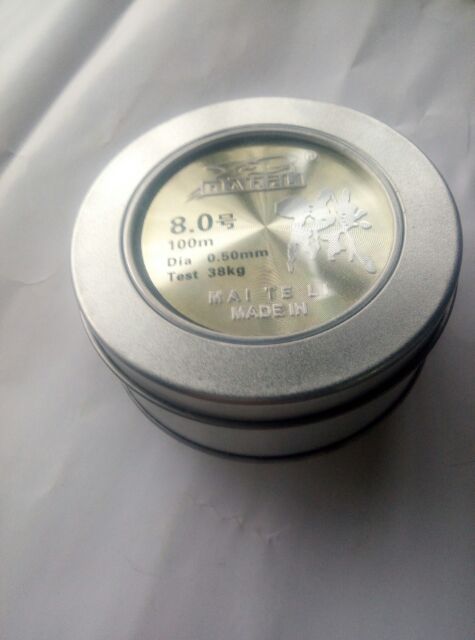 8.0号
100m
Dia 0.50mm
Test 38kg
MAI TE LI
MADE IN